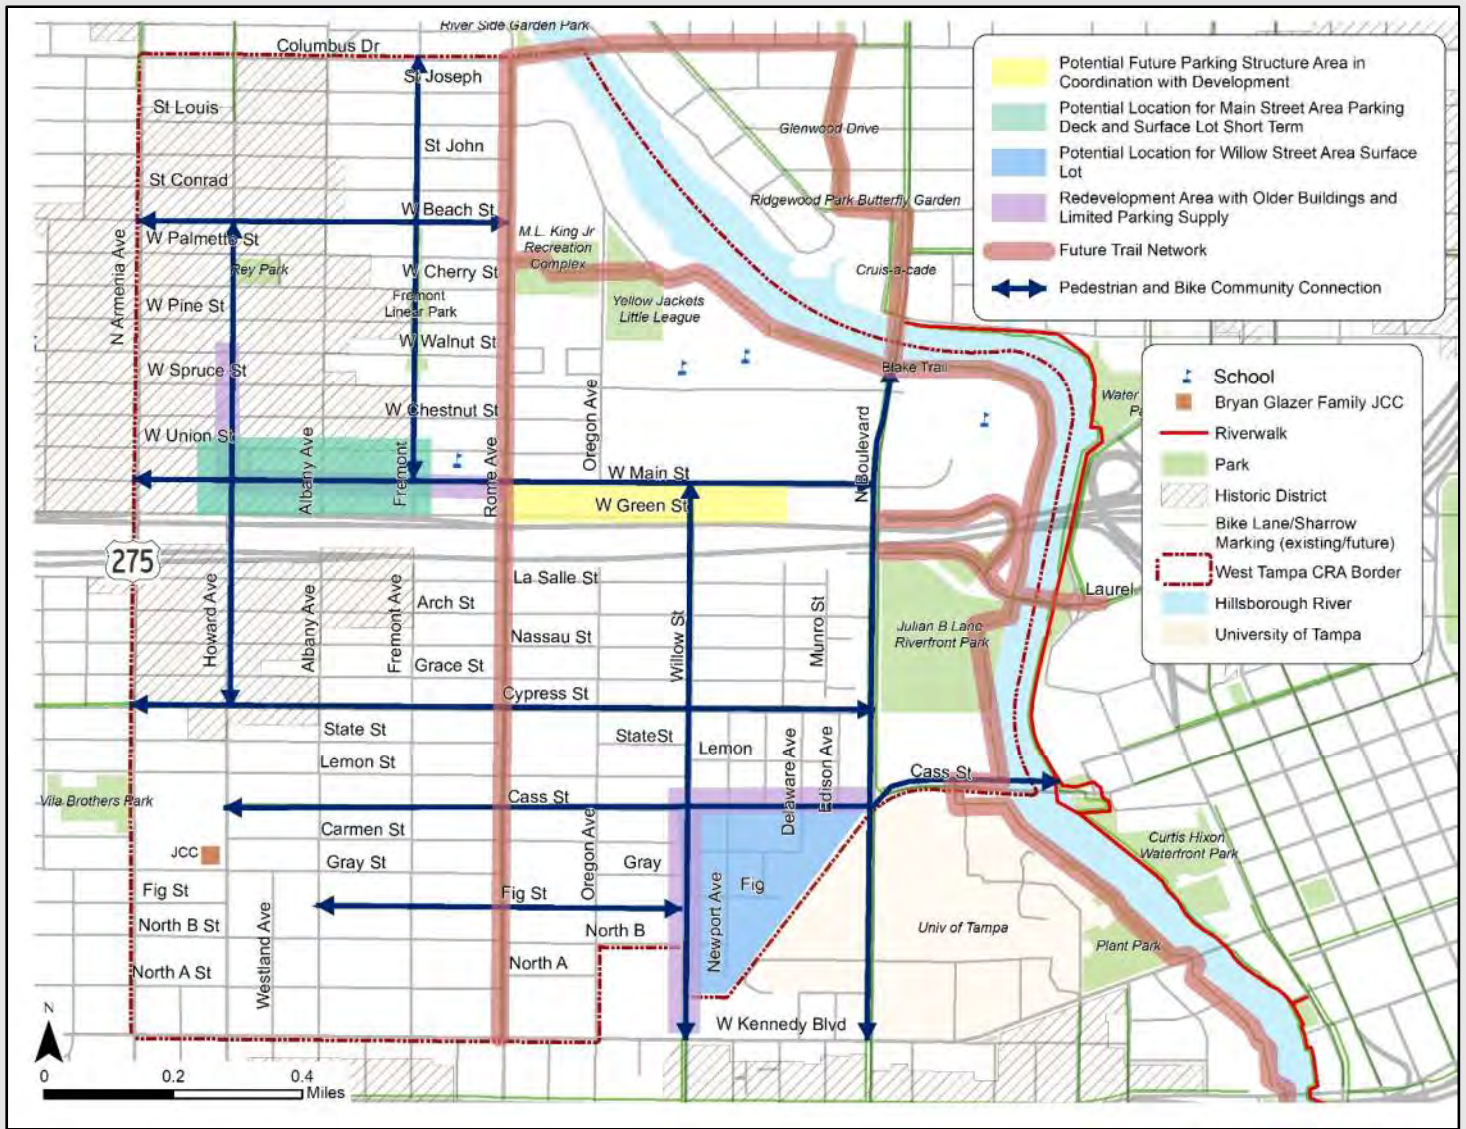 River Side Garden Park
Columbus Dr
St Joseph
St Louis
St John
St Conrad
W Beach St
W Palmetto St
N Armenia Ave
Rey Park
W Cherry St
Fremont
Linear Park
W Pine St
W Walnut St
W Spruce St
W Chestnut St
W Union St
Albany Ave
Fremont
Rome Ave
Oregon Ave
M.L. King Jr
Recreation
Complex
Yellow Jackets
Little League
Glenwood Drive
Ridgewood Park Butterfly Garden
Cruis-a-cade
Blake Trail
Water
N Boulevard
W Main St
W Green St
275
Howard Ave
Albany Ave
Fremont Ave
La Salle St
Arch St
Nassau St
Grace St
Willow St
Munro St
Julian B Lane
Riverfront Park
Laurel
Cypress St
State St
State St
Lemon St
Lemon
Delaware Ave
Edison Ave
Cass St
Cass St
Vila Brothers Park
Carmen St
JCC
Gray St
Oregon Ave
Gray
Fig St
Fig St
Fig
Newport Ave
North B St
North B
Westland Ave
North A St
North A
W Kennedy Blvd
Univ of Tampa
Curtis Hixon
Waterfront Park
Plant Park
N
0
0.2
0.4
Miles
Potential Future Parking Structure Area in
Coordination with Development
Potential Location for Main Street Area Parking
Deck and Surface Lot Short Term
Potential Location for Willow Street Area Surface
Lot
Redevelopment Area with Older Buildings and
Limited Parking Supply
Future Trail Network
Pedestrian and Bike Community Connection
School
Bryan Glazer Family JCC
Riverwalk
Park
Historic District
Bike Lane/Sharrow
Marking (existing/future)
West Tampa CRA Border
Hillsborough River
University of Tampa